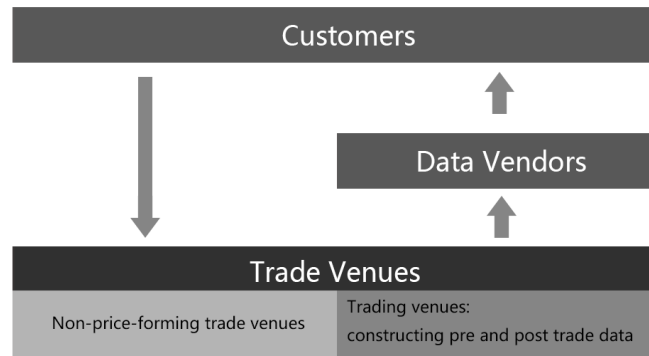 Customers
Data Vendors
Trade Venues
Non-price-forming trade venues
Trading venues:
constructing pre and post trade data